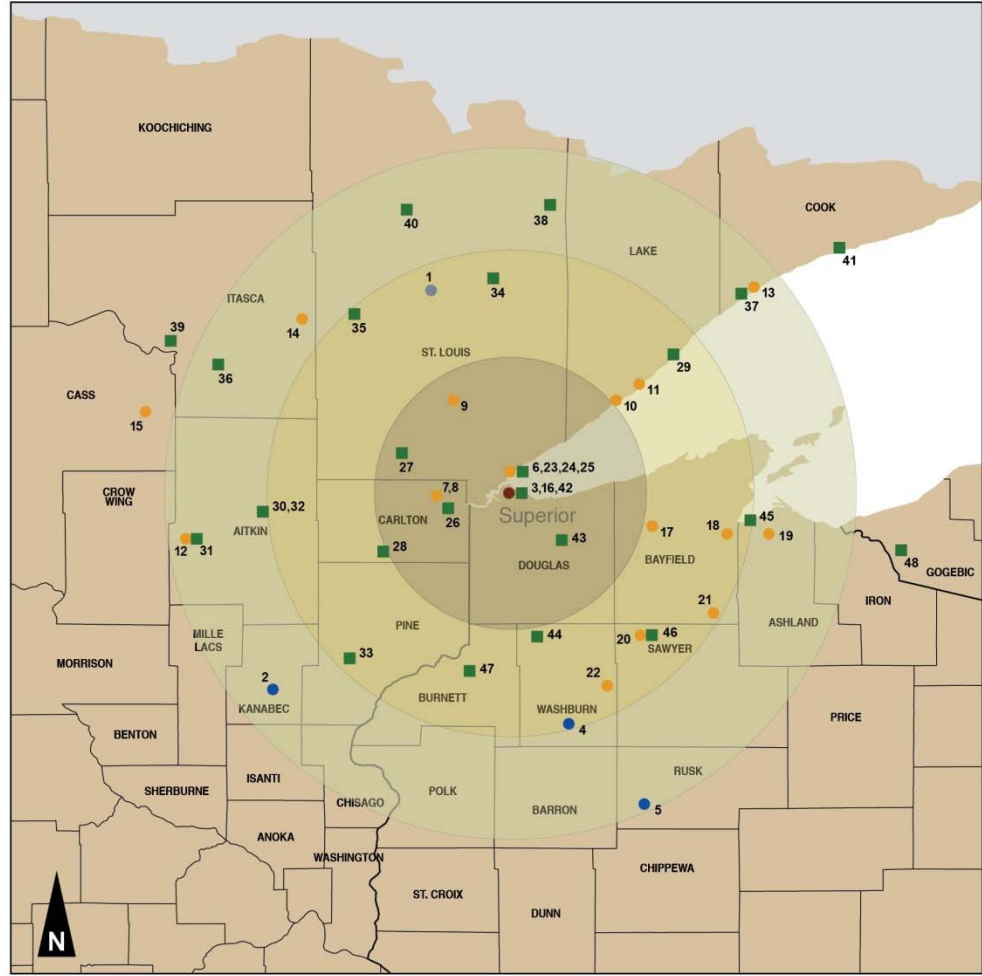 KOOCHICHING
COOK
40
38
LAKE
41
1
34
13
37
ITASCA
14
35
39
29
ST. LOUIS
36
11
CASS
9
10
15
27
6,23,24,25
7,8
3,16,42
CROW
WING
30,32
26
Superior
45
AITKIN
CARLTON
17
18
19
12
31
28
43
BAYFIELD
48
DOUGLAS
GOGEBIC
21
IRON
PINE
ASHLAND
MILLE
LACS
44
20
46
SAWYER
MORRISON
33
47
22
2
BURNETT
KANABEC
WASHBURN
4
PRICE
BENTON
RUSK
ISANTI
SHERBURNE
POLK
CHISAGO
BARRON
5
ANOKA
WASHINGTON
CHIPPEWA
ST. CROIX
DUNN
N